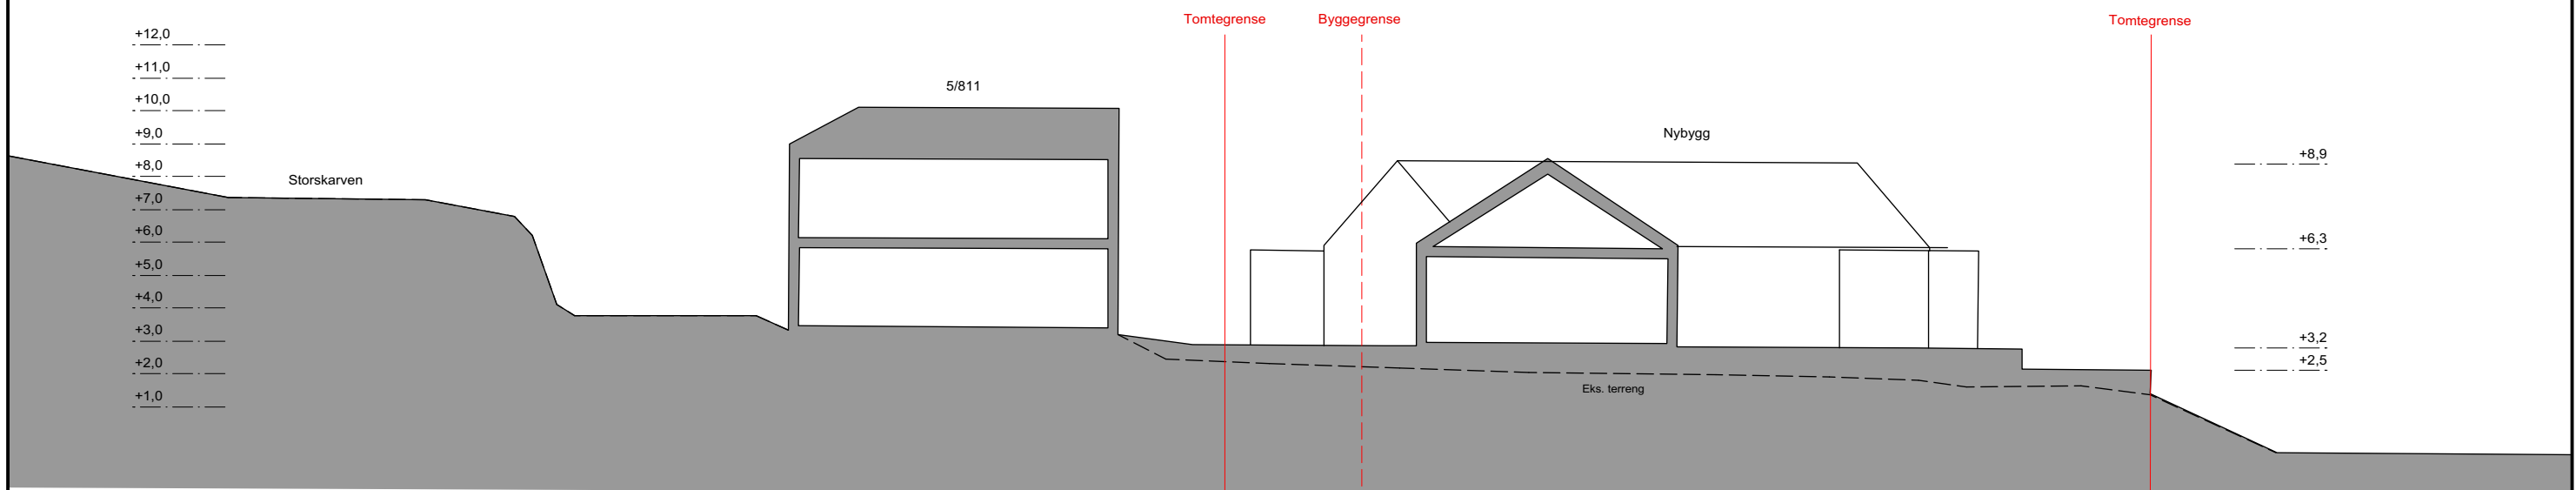 Tomtegrense
Byggegrense
Tomtegrense
+12,0
+11,0
+10,0
+9,0
+8,0
+7,0
+6,0
+5,0
+4,0
+3,0
+2,0
+1,0
Storskarven
5/811
Nybygg
Eks. terreng
+8,9
+6,3
+3,2
+2,5